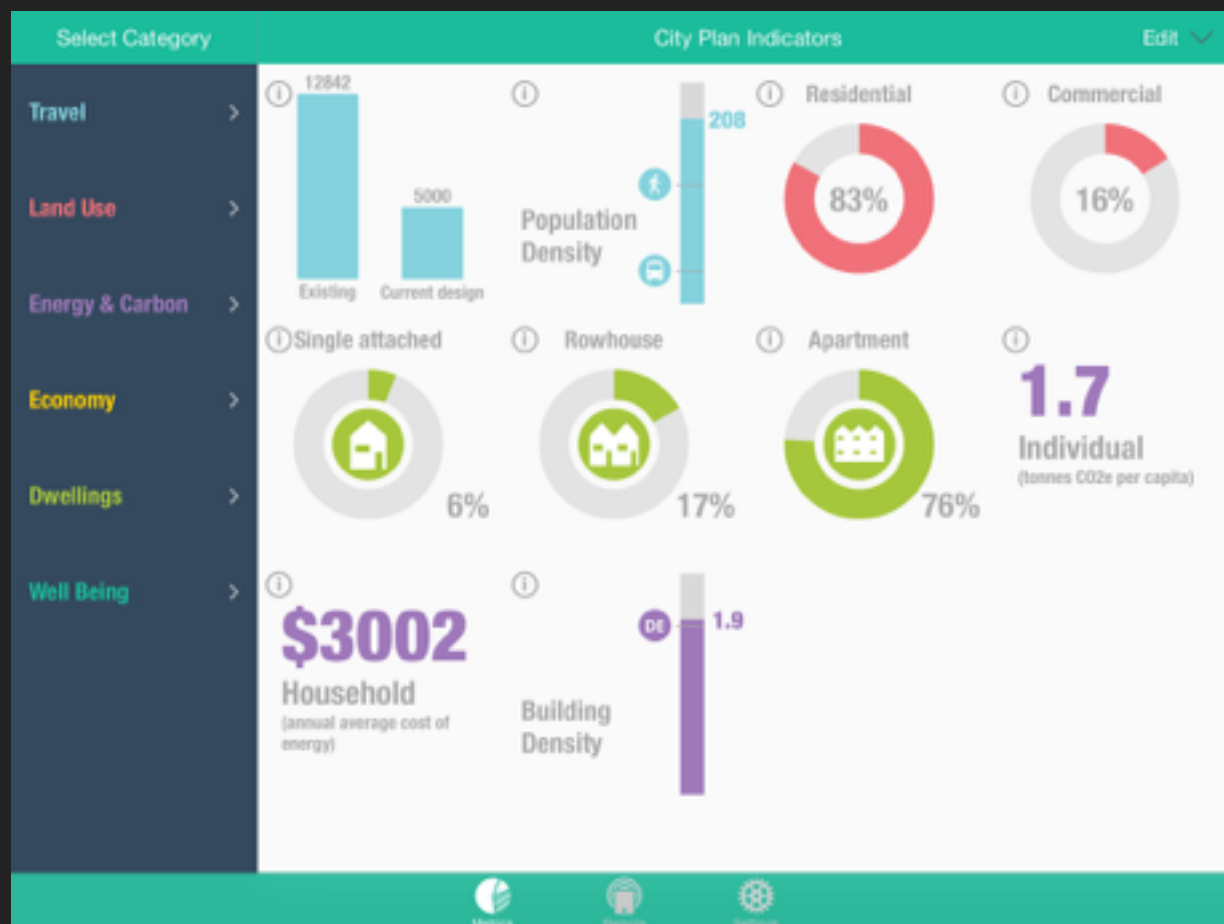 Select Category
City Plan Indicators
Edit
Travel
Land Use
Energy & Carbon
Economy
Dwellings
Well Being
12842
5000
Existing
Current design
Population
Density
208
Residential
83%
Commercial
16%
Single attached
6%
Rowhouse
17%
Apartment
76%
1.7
Individual
(tonnes CO2e per capita)
$3002
Household
(annual average cost of
energy)
Building
Density
DE
1.9